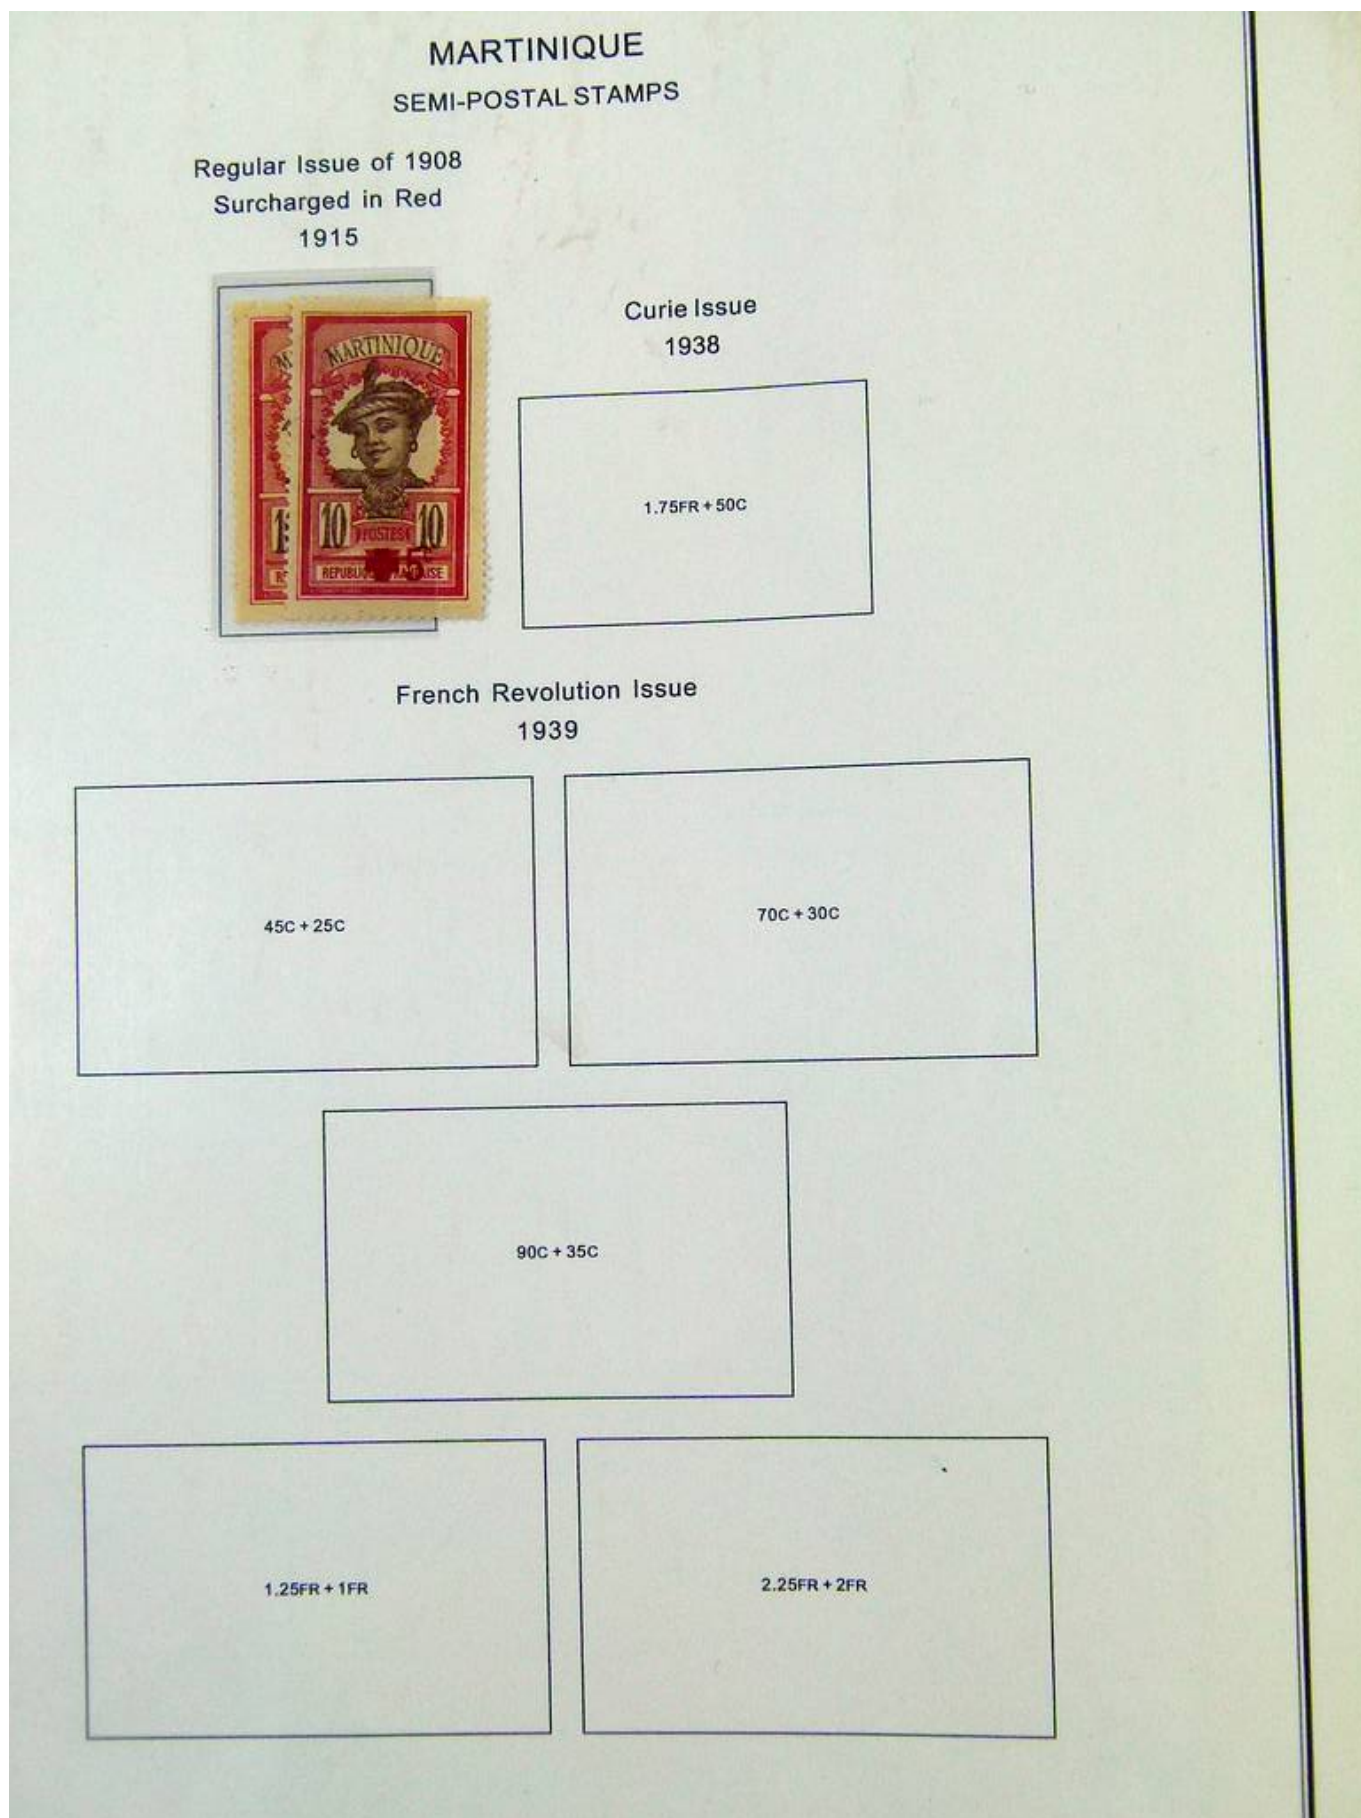 MARTINIQUE
SEMI-POSTAL STAMPS
Regular Issue of 1908
Surcharged in Red
1915
MARTINIQUE
10 POSTES 10
5c
Curie Issue
1938
1.75FR + 50C
French Revolution Issue
1939
45C + 25C
70C + 30C
90C + 35C
1.25FR + 1FR
2.25FR + 2FR